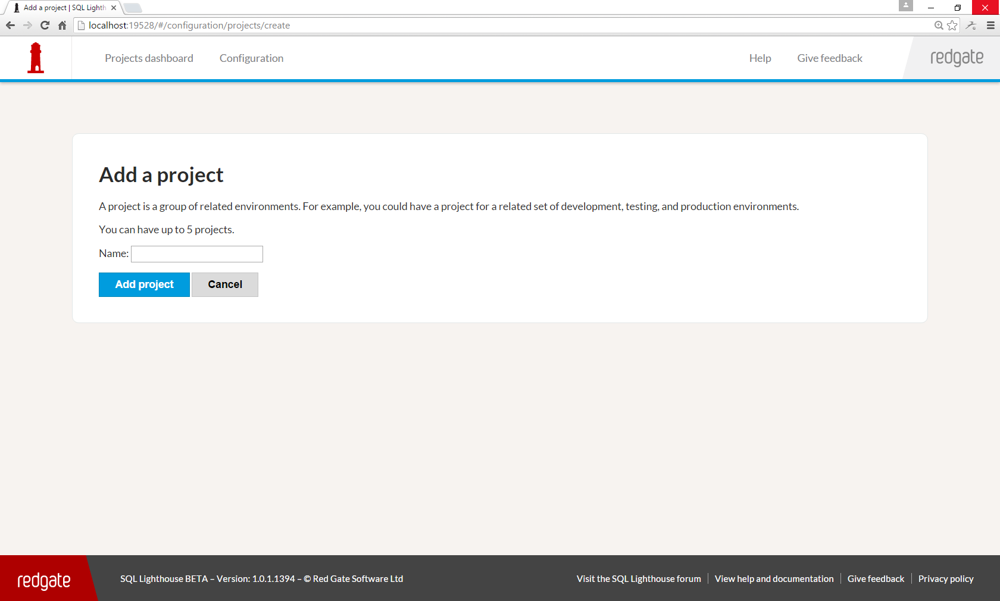 Add a project | SQL Lighth
localhost:19528/#/configuration/projects/create
Projects dashboard Configuration Help Give feedback redgate
Add a project
A project is a group of related environments. For example, you could have a project for a related set of development, testing, and production environments.
You can have up to 5 projects.
Name:
Add project Cancel
redgate SQL Lighthouse BETA – Version: 1.0.1.1394 – © Red Gate Software Ltd Visit the SQL Lighthouse forum View help and documentation Give feedback Privacy policy